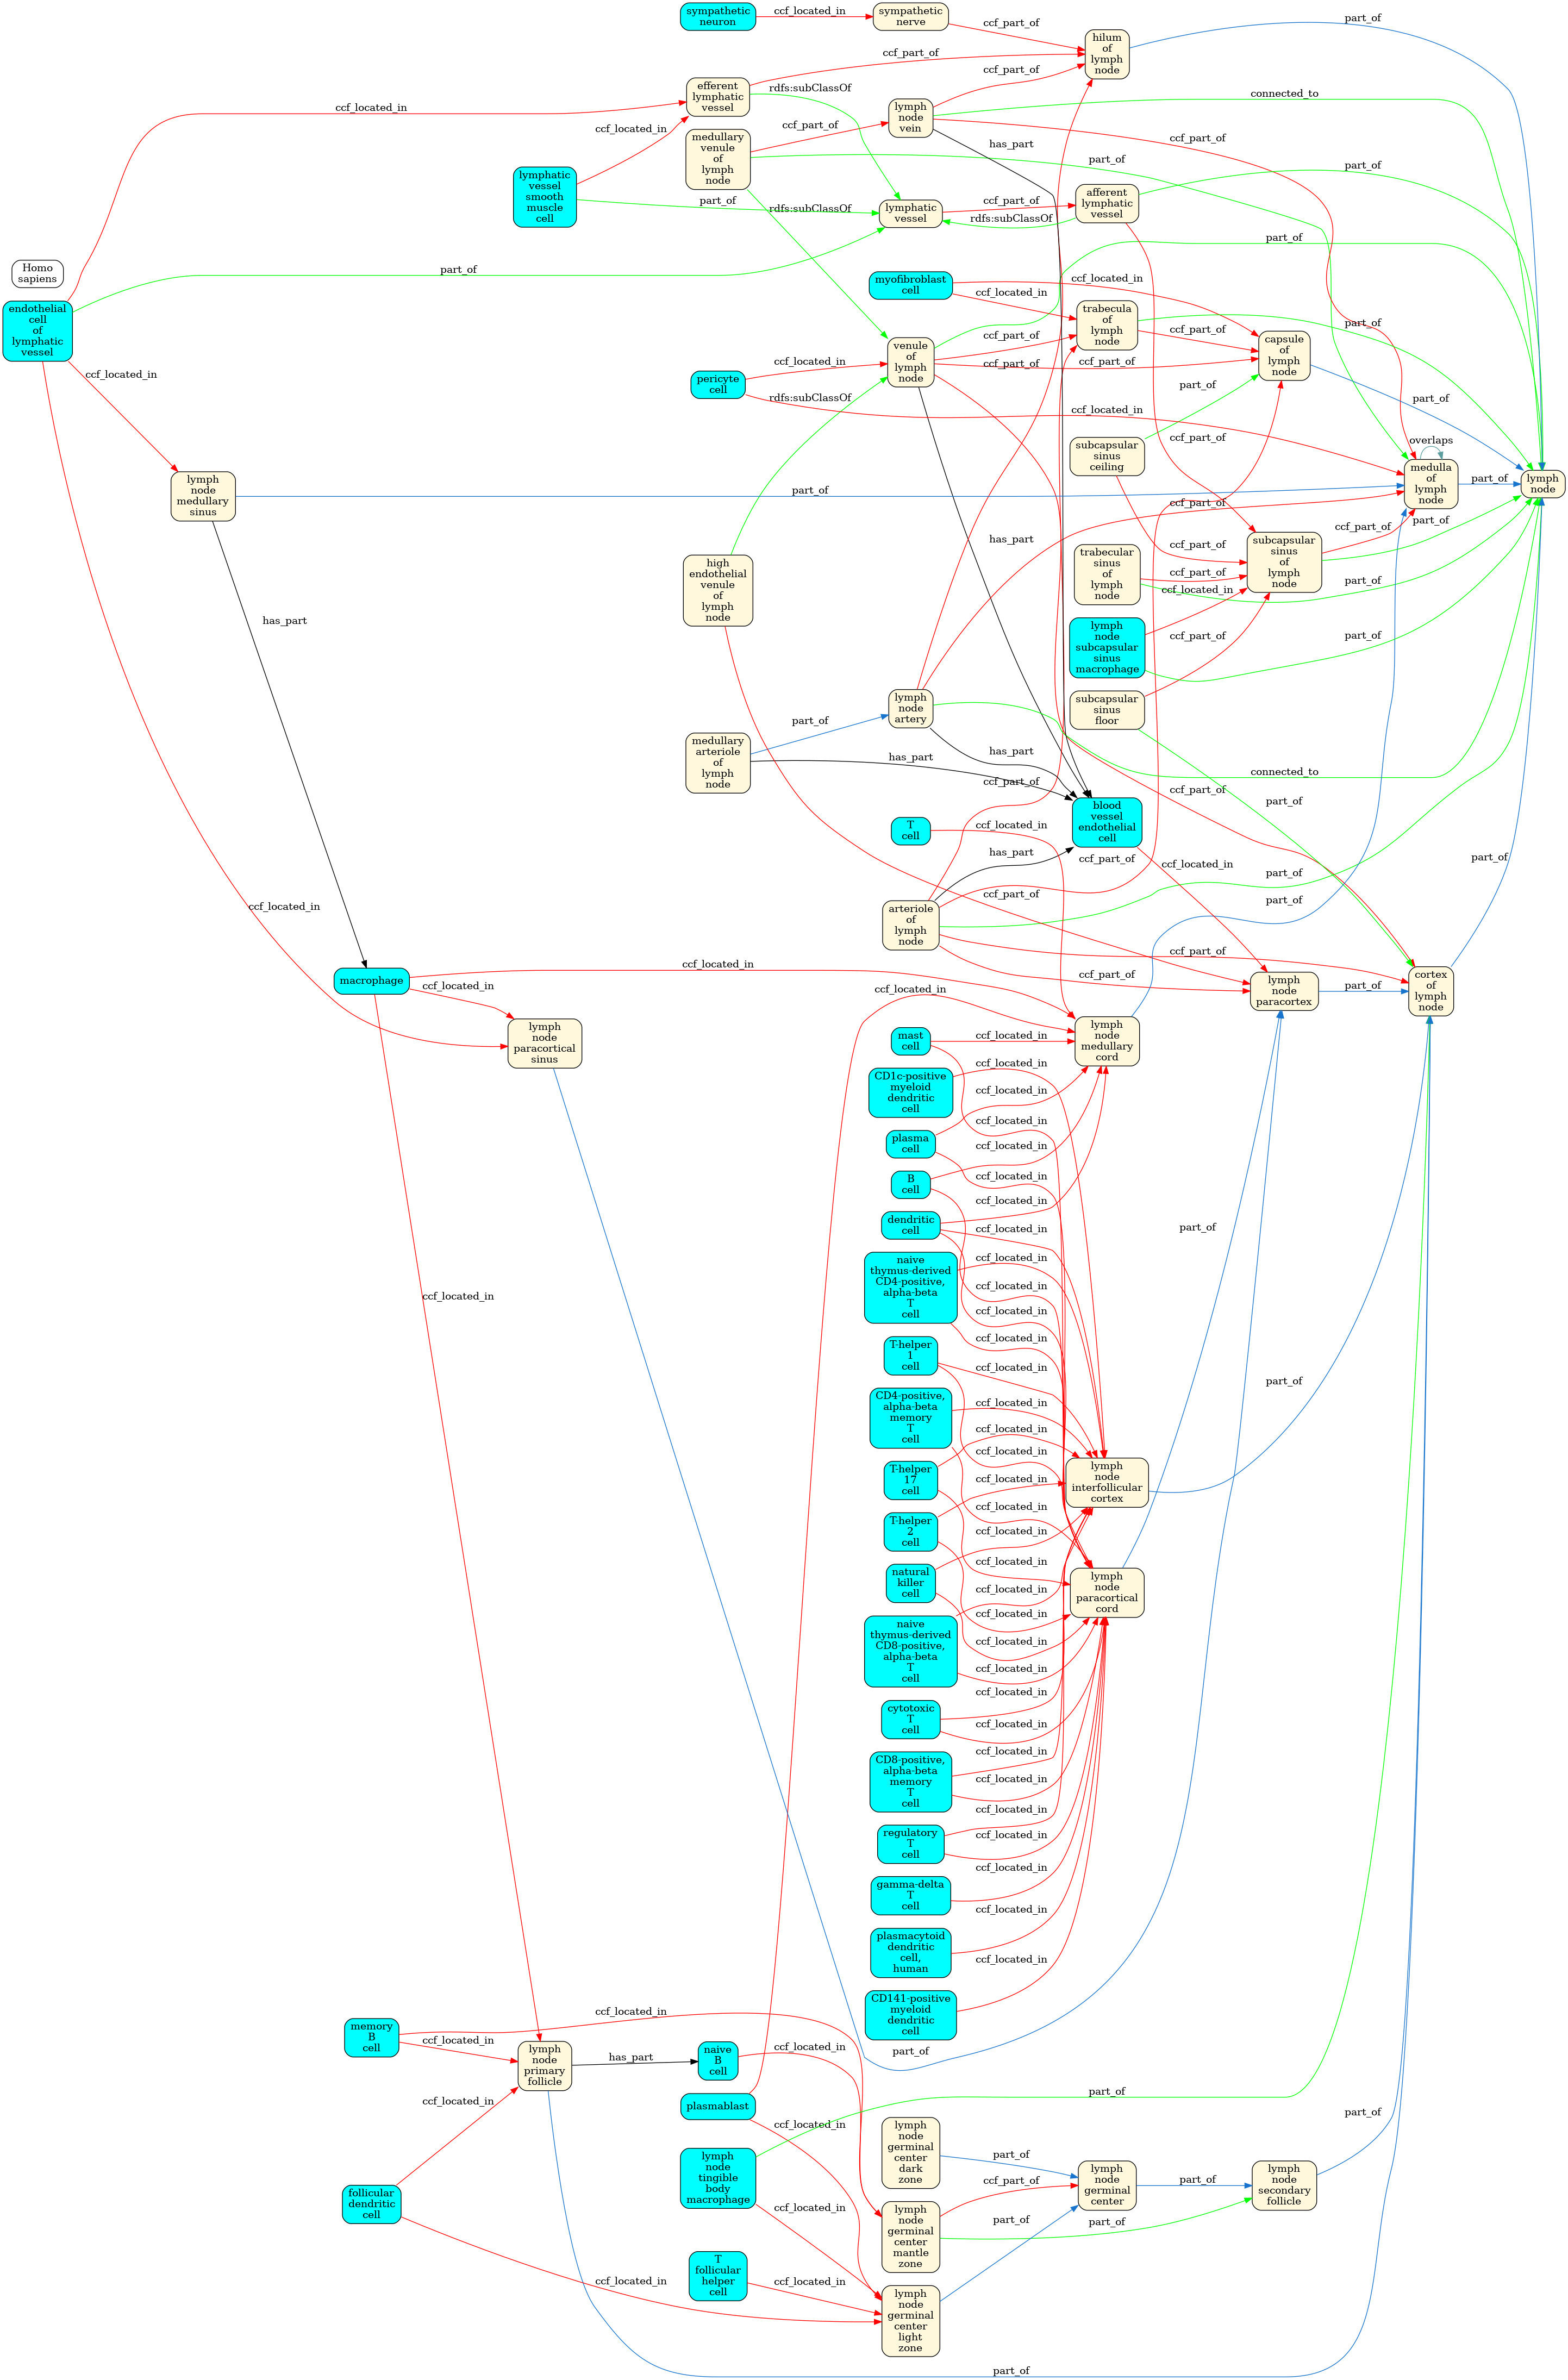 sympathetic
neuron
ccf_located_in
sympathetic
nerve
ccf_part_of
hilum
of
lymph
node
part_of
efferent
lymphatic
vessel
ccf_part_of
rdfs:subClassOf
ccf_located_in
ccf_located_in
medullary
venule
of
lymph
node
ccf_part_of
part_of
rdfs:subClassOf
lymph
node
vein
ccf_part_of
connected_to
ccf_part_of
has_part
lymphatic
vessel
smooth
muscle
cell
part_of
lymphatic
vessel
ccf_part_of
rdfs:subClassOf
afferent
lymphatic
vessel
part_of
ccf_part_of
Homo
sapiens
endothelial
cell
of
lymphatic
vessel
part_of
ccf_located_in
ccf_located_in
myofibroblast
cell
ccf_located_in
ccf_located_in
trabecula
of
lymph
node
part_of
ccf_part_of
capsule
of
lymph
node
part_of
pericyte
cell
ccf_located_in
ccf_located_in
venule
of
lymph
node
part_of
ccf_part_of
ccf_part_of
ccf_part_of
has_part
rdfs:subClassOf
subcapsular
sinus
ceiling
part_of
ccf_part_of
overlaps
medulla
of
lymph
node
part_of
lymph
node
lymph
node
medullary
sinus
part_of
has_part
high
endothelial
venule
of
lymph
node
ccf_part_of
trabecular
sinus
of
lymph
node
ccf_part_of
part_of
subcapsular
sinus
of
lymph
node
ccf_part_of
part_of
lymph
node
subcapsular
sinus
macrophage
ccf_located_in
part_of
subcapsular
sinus
floor
ccf_part_of
part_of
lymph
node
artery
ccf_part_of
ccf_part_of
connected_to
has_part
medullary
arteriole
of
lymph
node
part_of
has_part
blood
vessel
endothelial
cell
ccf_located_in
T
cell
ccf_located_in
arteriole
of
lymph
node
has_part
ccf_part_of
part_of
ccf_part_of
ccf_part_of
macrophage
ccf_located_in
ccf_located_in
ccf_located_in
lymph
node
paracortical
sinus
part_of
lymph
node
paracortex
part_of
cortex
of
lymph
node
part_of
mast
cell
ccf_located_in
ccf_located_in
lymph
node
medullary
cord
part_of
CD1c-positive
myeloid
dendritic
cell
ccf_located_in
plasma
cell
ccf_located_in
ccf_located_in
B
cell
ccf_located_in
ccf_located_in
dendritic
cell
ccf_located_in
ccf_located_in
ccf_located_in
naive
thymus-derived
CD4-positive,
alpha-beta
T
cell
ccf_located_in
ccf_located_in
T-helper
1
cell
ccf_located_in
ccf_located_in
CD4-positive,
alpha-beta
memory
T
cell
ccf_located_in
ccf_located_in
T-helper
17
cell
ccf_located_in
ccf_located_in
lymph
node
interfollicular
cortex
part_of
T-helper
2
cell
ccf_located_in
ccf_located_in
natural
killer
cell
ccf_located_in
ccf_located_in
lymph
node
paracortical
cord
part_of
naive
thymus-derived
CD8-positive,
alpha-beta
T
cell
ccf_located_in
ccf_located_in
cytotoxic
T
cell
ccf_located_in
ccf_located_in
CD8-positive,
alpha-beta
memory
T
cell
ccf_located_in
ccf_located_in
regulatory
T
cell
ccf_located_in
ccf_located_in
gamma-delta
T
cell
ccf_located_in
plasmacytoid
dendritic
cell,
human
ccf_located_in
CD141-positive
myeloid
dendritic
cell
ccf_located_in
memory
B
cell
ccf_located_in
ccf_located_in
lymph
node
primary
follicle
has_part
part_of
naive
B
cell
ccf_located_in
plasmablast
ccf_located_in
ccf_located_in
lymph
node
tingible
body
macrophage
part_of
ccf_located_in
follicular
dendritic
cell
ccf_located_in
ccf_located_in
T
follicular
helper
cell
ccf_located_in
lymph
node
germinal
center
dark
zone
part_of
lymph
node
germinal
center
mantle
zone
ccf_part_of
part_of
lymph
node
germinal
center
light
zone
part_of
lymph
node
germinal
center
part_of
lymph
node
secondary
follicle
part_of